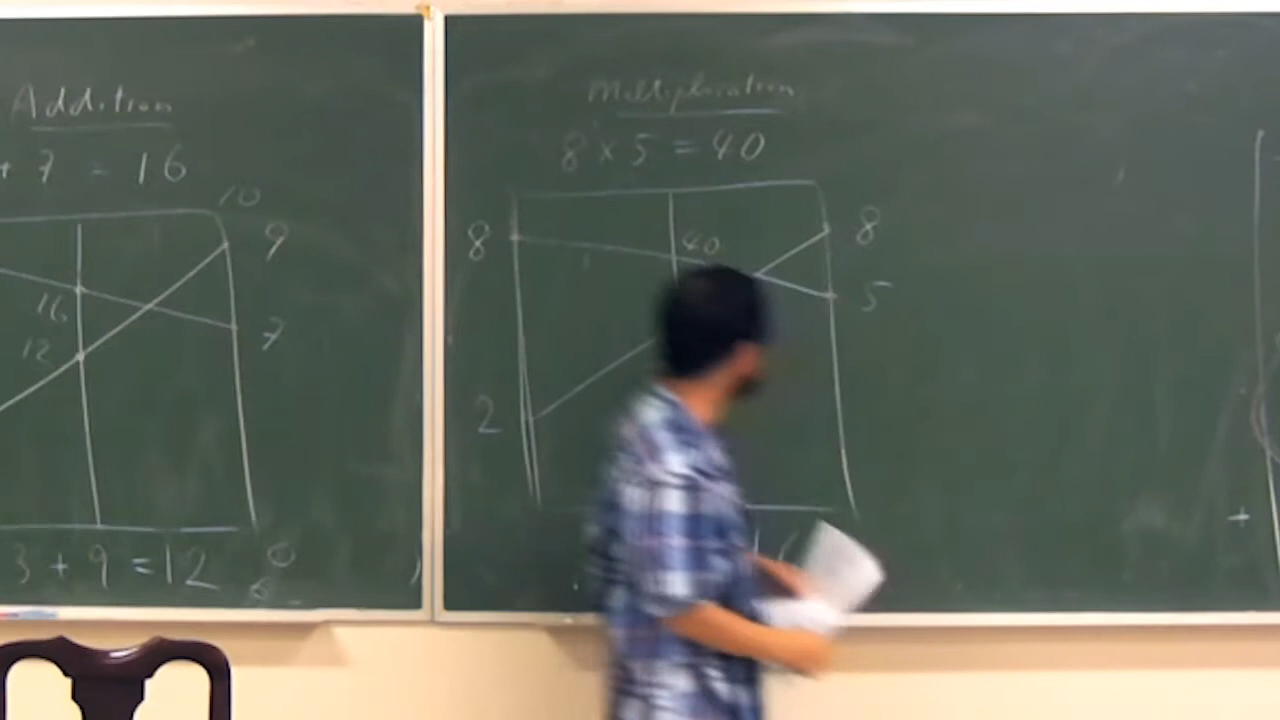 Addition
+ 7 = 16
10
9
16
7
12
3 + 9 = 12
0
Multiplication
8 x 5 = 40
8
8
40
5
2
+